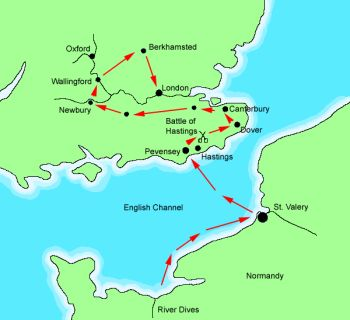 Oxford
Berkhamsted
Wallingford
London
Newbury
Canterbury
Battle of
Hastings
Dover
Pevensey
Hastings
English Channel
St. Valery
Normandy
River Dives